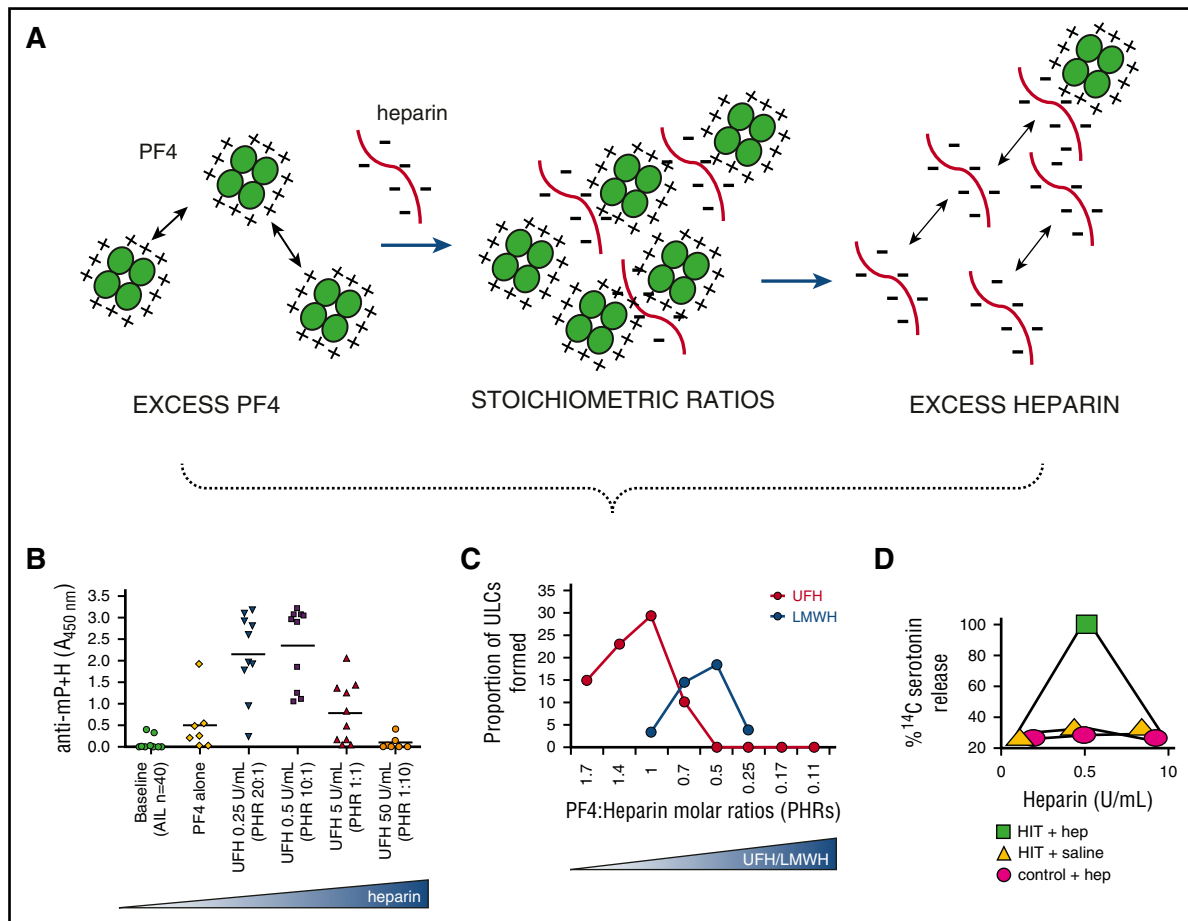 A
PF4
heparin
EXCESS PF4
STOICHIOMETRIC RATIOS
EXCESS HEPARIN
B
anti-mP+H (A450 nm)
3.5
3.0
2.5
2.0
1.5
1.0
0.5
0.0
Baseline
(AIL n=40)
PF4 alone
UFH 0.25 U/mL
(PHR 20:1)
UFH 0.5 U/mL
(PHR 10:1)
UFH 5 U/mL
(PHR 1:1)
UFH 50 U/mL
(PHR 1:10)
heparin
C
Proportion of ULCs
formed
35
30
25
20
15
10
5
0
UFH
LMWH
1.7
1.4
1
0.7
0.5
0.25
0.17
0.11
PF4:Heparin molar ratios (PHRs)
UFH/LMWH
D
% 14C serotonin
release
100
80
60
40
20
0
0.5
10
Heparin (U/mL)
HIT + hep
HIT + saline
control + hep